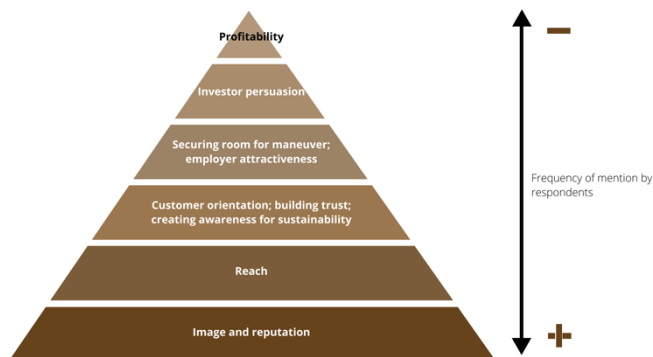 Profitability
Investor persuasion
Securing room for maneuver;
employer attractiveness
Customer orientation; building trust;
creating awareness for sustainability
Reach
Image and reputation
Frequency of mention by
respondents